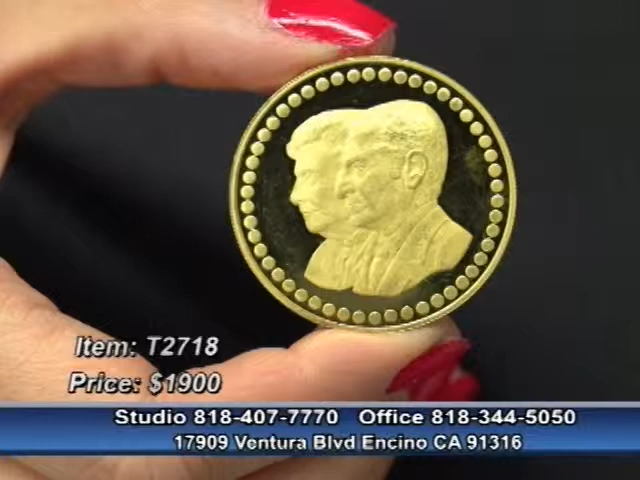 Item: T2718
Price: $1900
Studio 818-407-7770 Office 818-344-5050
17909 Ventura Blvd Encino CA 91316